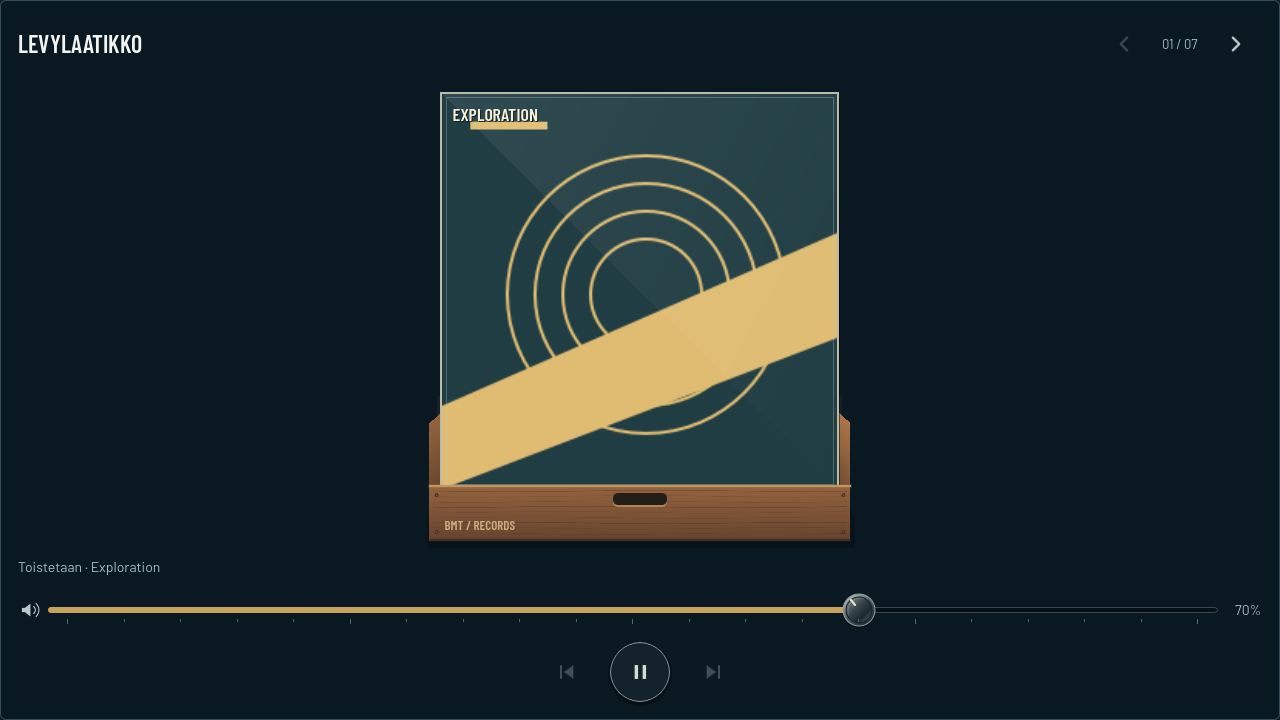 LEVYLAATIKKO
01 / 07
EXPLORATION
BMT / RECORDS
Toistetaan · Exploration
70%